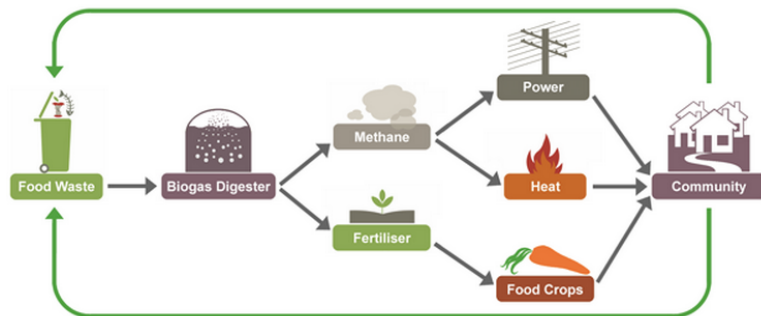 Power
Methane
Food Waste
Biogas Digester
Heat
Community
Fertiliser
Food Crops